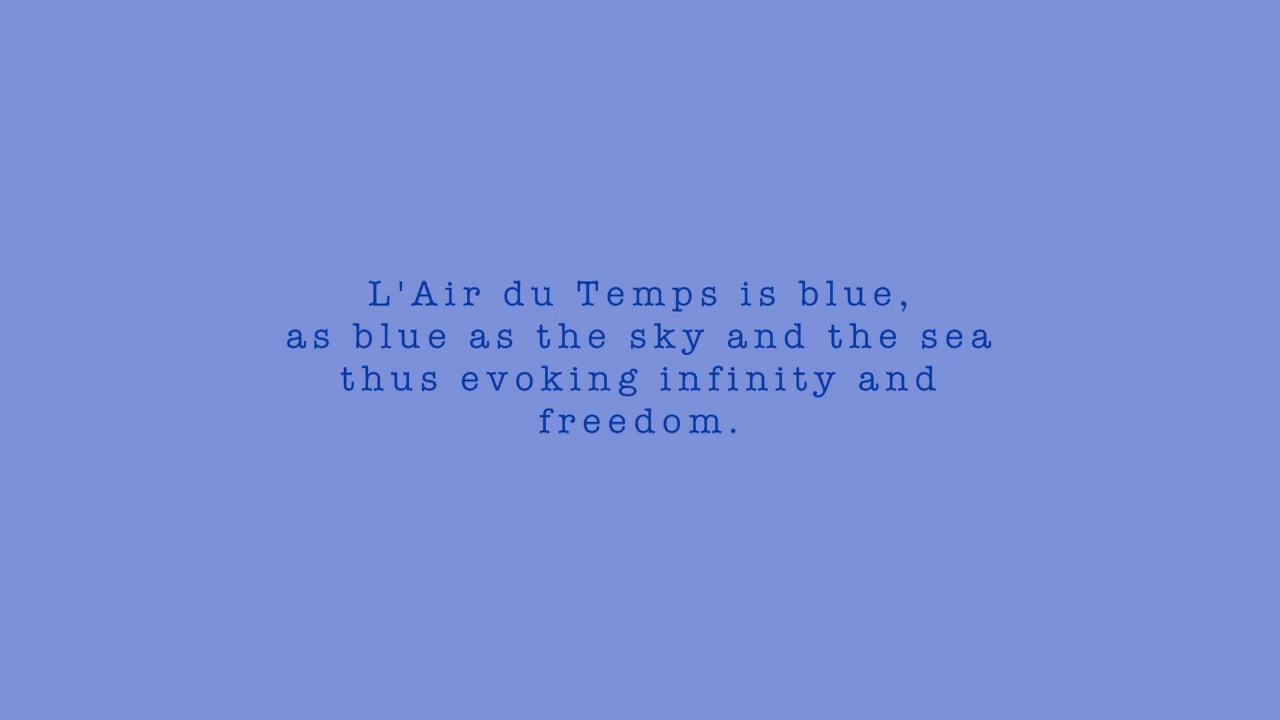 L'Air du Temps is blue,
as blue as the sky and the sea
thus evoking infinity and
freedom.